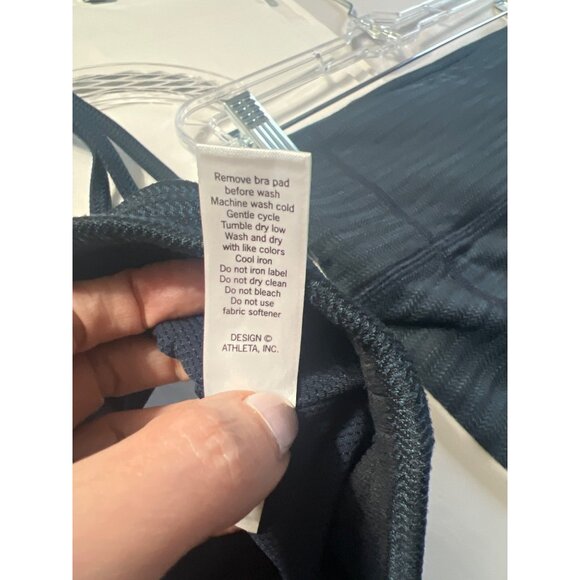 Remove bra pad
before wash
Machine wash cold
Gentle cycle
Tumble dry low
Wash and dry
with like colors
Cool iron
Do not iron label
Do not dry clean
Do not bleach
Do not use
fabric softener
DESIGN ©
ATHLETA, INC.